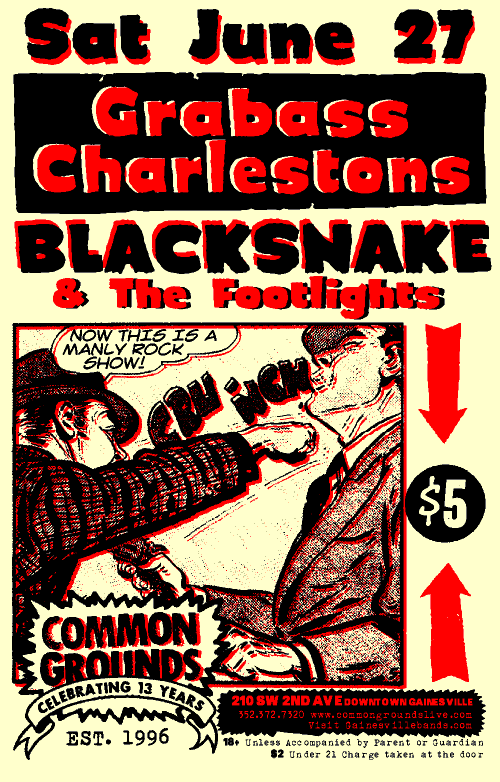 Sat June 27
Grabass
Charlestons
BLACKSNAKE
& The Footlights
NOW THIS IS A
MANLY ROCK
SHOW!
CRUNCH
$5
COMMON
GROUNDS
CELEBRATING 13 YEARS
EST. 1996
210 SW 2ND AVE DOWNTOWN GAINESVILLE
352.372.7320 www.commongroundslive.com
Visit Gainesvillebands.com
18+ Unless Accompanied by Parent or Guardian
$2 Under 21 Charge taken at the door